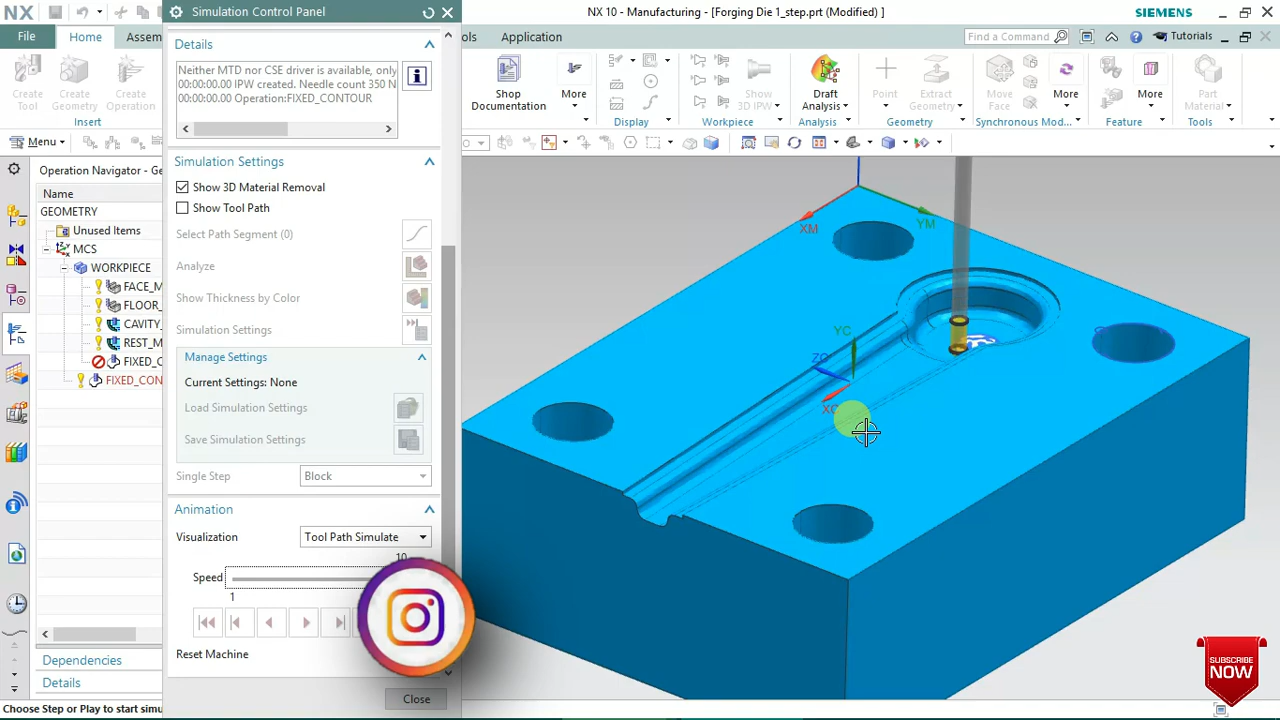 NX
Simulation Control Panel
NX 10 - Manufacturing - [Forging Die 1_step.prt (Modified) ]
SIEMENS
File
Home
Assem
ols
Application
Find a Command
Tutorials
Create
Tool
Create
Geometry
Create
Operation
Insert
Shop
Documentation
More
Display
Show
3D IPW
Workpiece
Draft
Analysis
Analysis
Point
Extract
Geometry
Geometry
Move
Face
More
Synchronous Mod...
More
Feature
Part
Material
Tools
Menu
Operation Navigator - Ge
Name
GEOMETRY
Unused Items
MCS
WORKPIECE
FACE_M
FLOOR_
CAVITY_
REST_M
FIXED_C
FIXED_CON
Dependencies
Details
Choose Step or Play to start simu
Details
Neither MTD nor CSE driver is available, only
00:00:00.00 IPW created. Needle count 350 N
00:00:00.00 Operation:FIXED_CONTOUR
Simulation Settings
Show 3D Material Removal
Show Tool Path
Select Path Segment (0)
Analyze
Show Thickness by Color
Simulation Settings
Manage Settings
Current Settings: None
Load Simulation Settings
Save Simulation Settings
Single Step
Block
Animation
Visualization
Tool Path Simulate
10
Speed
1
Reset Machine
Close
XM
YM
YC
ZC
XC
SUBSCRIBE
NOW